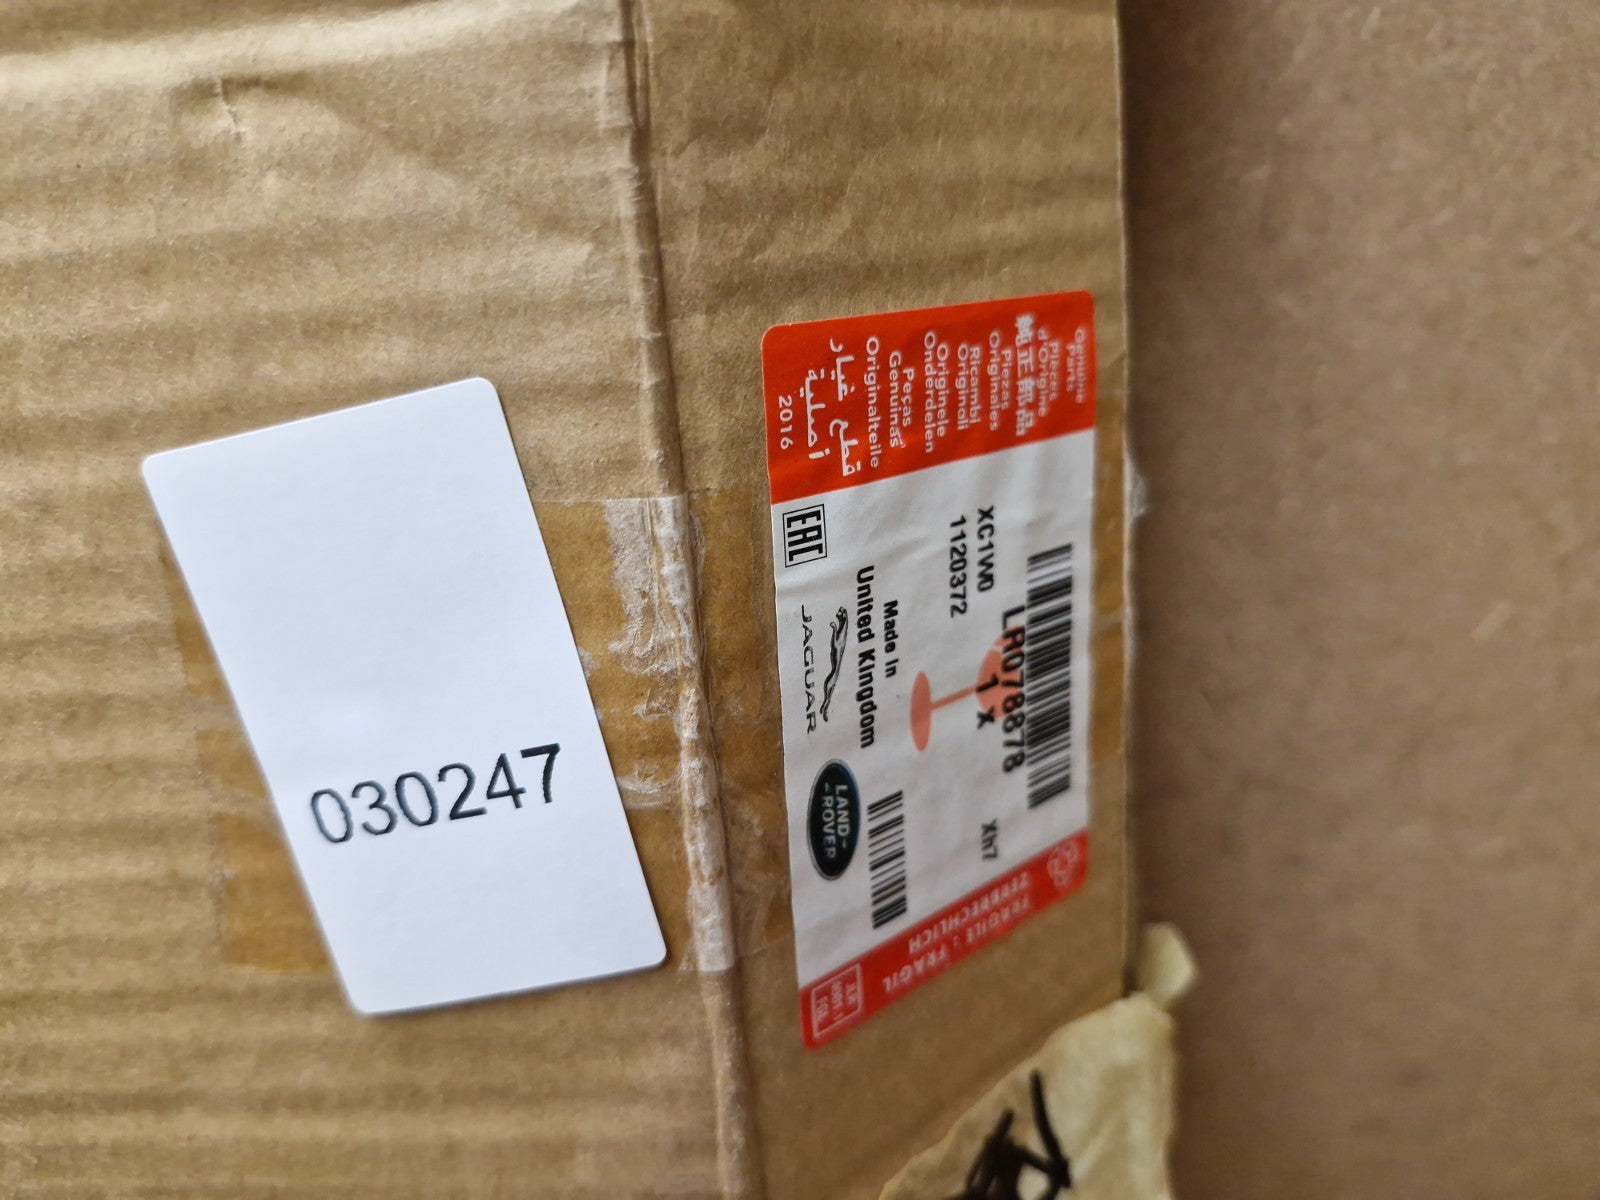 030247
Genuine
Parts
Pièces
d'Origine
純正部品
Piezas
Originales
Ricambi
Originali
Originele
Onderdelen
Peças
Genuinas
Originalteile
قطع غيار
أصلية
2016
LR078878
XC1W0
1 x
Xh7
1120372
Made in
United Kingdom
EAC
JAGUAR
LAND
ROVER
FRAGILE : FRAGIL
ZERBRECHLICH